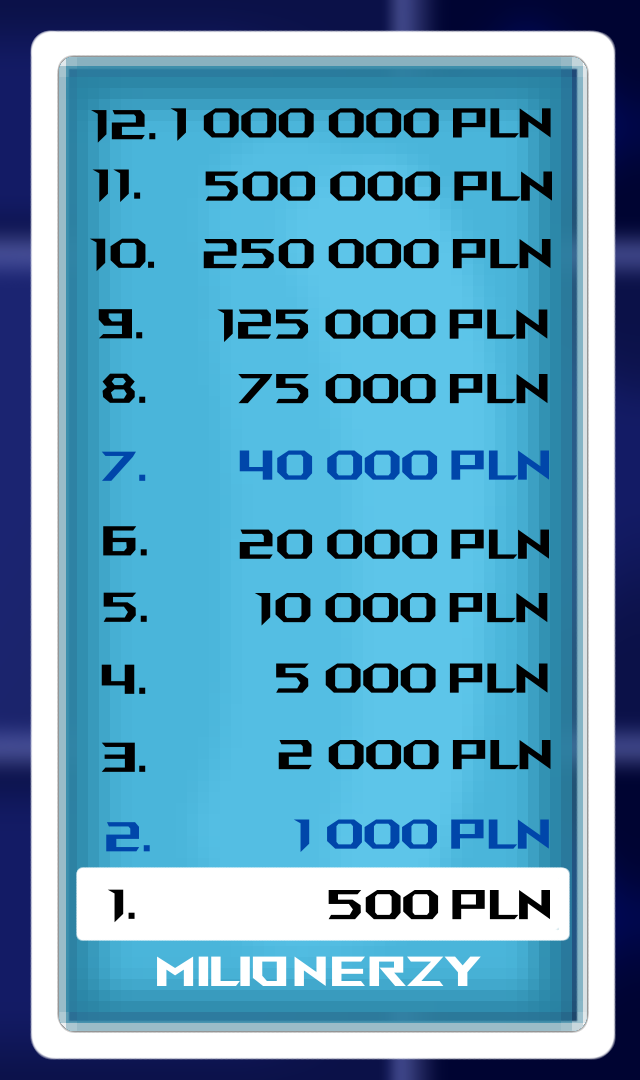 12. 1 000 000 PLN
11. 500 000 PLN
10. 250 000 PLN
9. 125 000 PLN
8. 75 000 PLN
7. 40 000 PLN
6. 20 000 PLN
5. 10 000 PLN
4. 5 000 PLN
3. 2 000 PLN
2. 1 000 PLN
1. 500 PLN
MILIONERZY